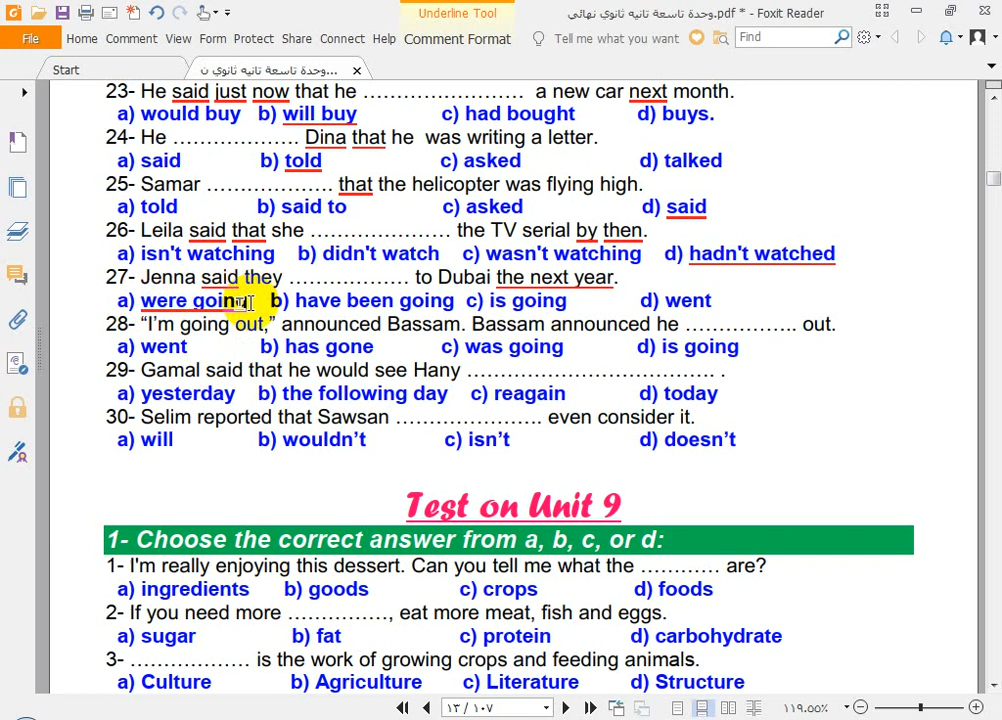 Underline Tool
وحدة تاسعة تانيه ثانوي نهائي.pdf * - Foxit Reader
File Home Comment View Form Protect Share Connect Help Comment Format Tell me what you want Find
Start
وحدة تاسعة تانيه ثانوي ن...
23- He said just now that he …………………… a new car next month.
a) would buy b) will buy c) had bought d) buys.
24- He ………………. Dina that he was writing a letter.
a) said b) told c) asked d) talked
25- Samar ………………. that the helicopter was flying high.
a) told b) said to c) asked d) said
26- Leila said that she ………………… the TV serial by then.
a) isn't watching b) didn't watch c) wasn't watching d) hadn't watched
27- Jenna said they ……………… to Dubai the next year.
a) were going b) have been going c) is going d) went
28- “I’m going out,” announced Bassam. Bassam announced he ……………. out.
a) went b) has gone c) was going d) is going
29- Gamal said that he would see Hany ………………………………. .
a) yesterday b) the following day c) reagain d) today
30- Selim reported that Sawsan …………………. even consider it.
a) will b) wouldn’t c) isn’t d) doesn’t
Test on Unit 9
1- Choose the correct answer from a, b, c, or d:
1- I'm really enjoying this dessert. Can you tell me what the ………… are?
a) ingredients b) goods c) crops d) foods
2- If you need more ……………, eat more meat, fish and eggs.
a) sugar b) fat c) protein d) carbohydrate
3- ……………… is the work of growing crops and feeding animals.
a) Culture b) Agriculture c) Literature d) Structure
١٣ / ١٠٧
١١٩.٥٥%